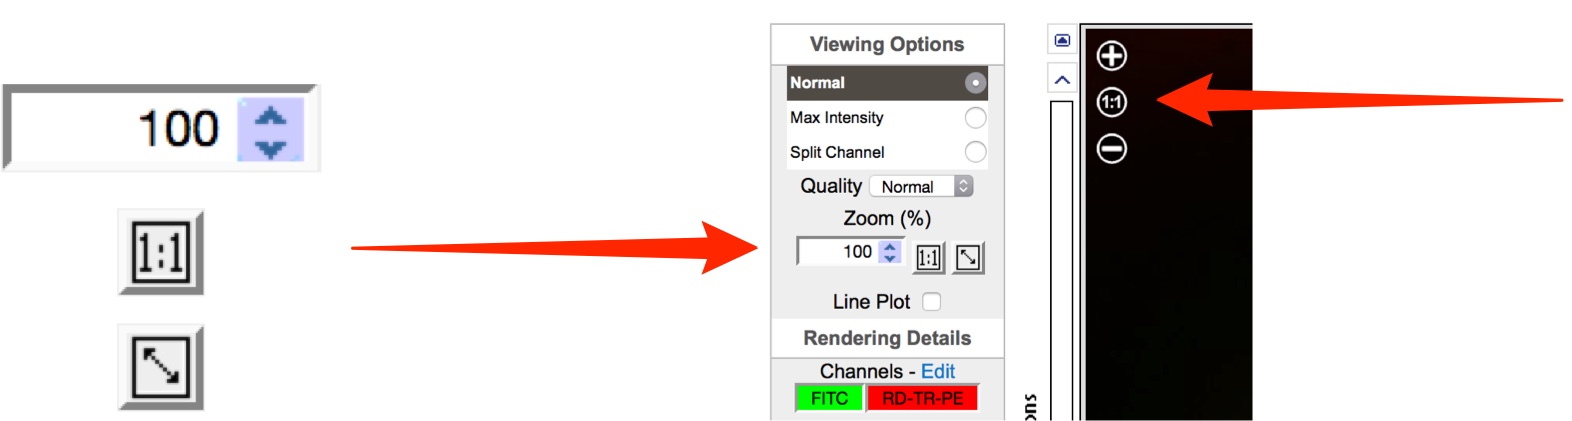 100
1:1
Viewing Options
Normal
Max Intensity
Split Channel
Quality Normal
Zoom (%)
100 1:1
Line Plot
Rendering Details
Channels - Edit
FITC RD-TR-PE
1:1